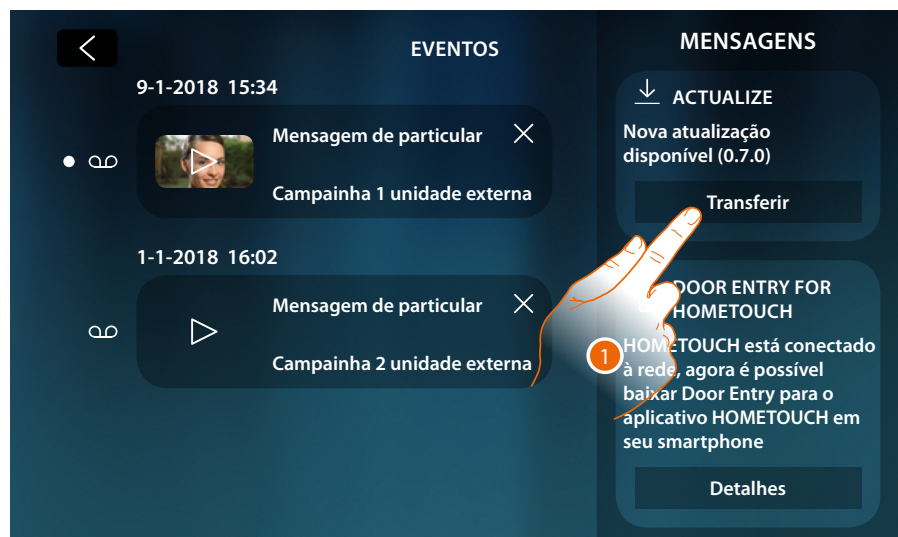 EVENTOS
9-1-2018 15:34
Mensagem de particular
Campainha 1 unidade externa
1-1-2018 16:02
Mensagem de particular
Campainha 2 unidade externa
MENSAGENS
ACTUALIZE
Nova atualização
disponível (0.7.0)
Transferir
DOOR ENTRY FOR
HOMETOUCH
1
HOMETOUCH está conectado
à rede, agora é possível
baixar Door Entry para o
aplicativo HOMETOUCH em
seu smartphone
Detalhes